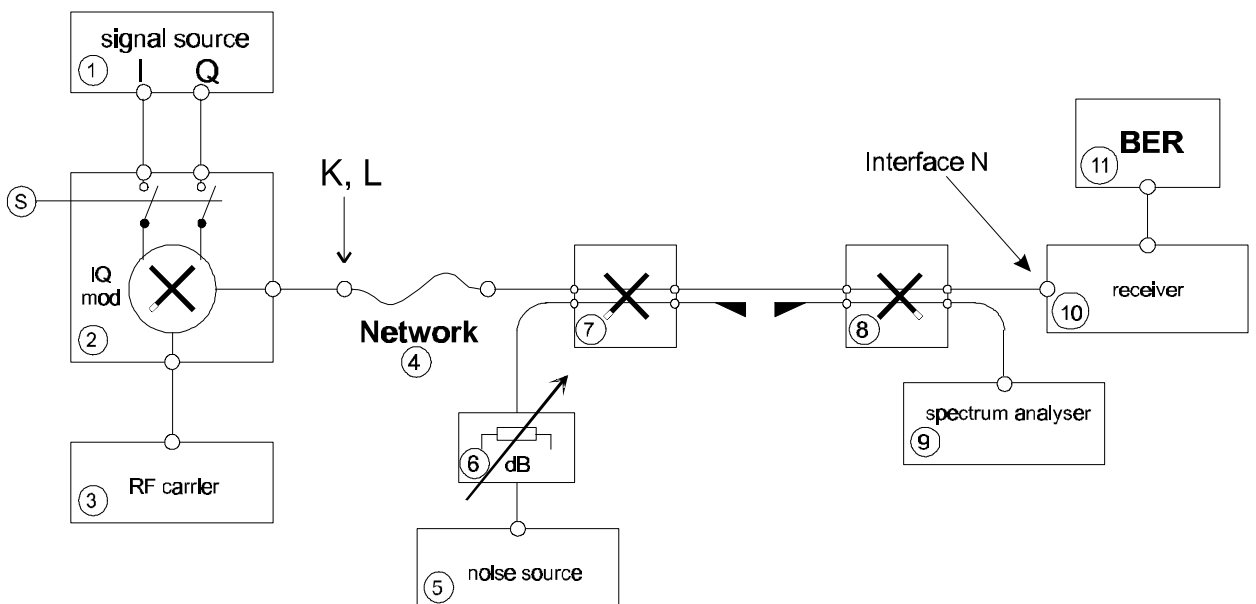 signal source
1
I Q
S
IQ
mod
2
3
RF carrier
K, L
Network
4
7
6
dB
5
noise source
8
Interface N
11
BER
10
receiver
spectrum analyser
9